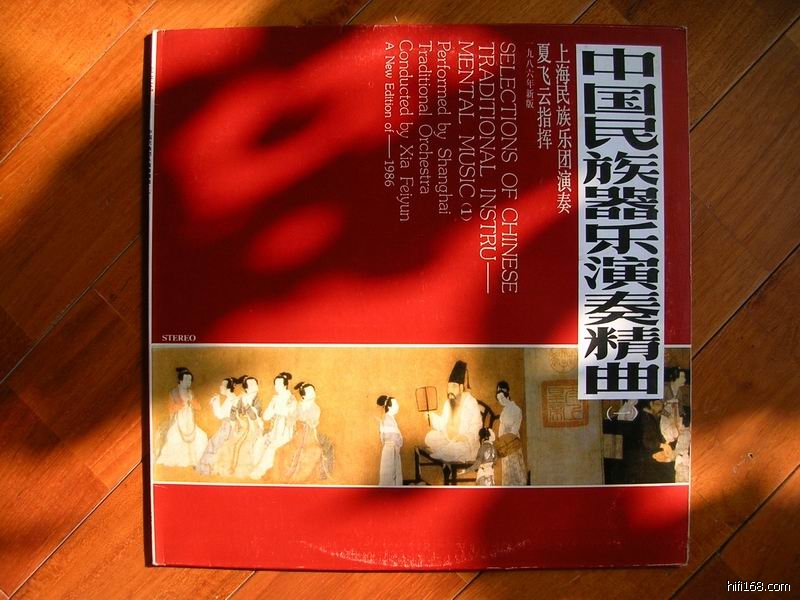 中国民族器乐演奏精曲
(一)
上海民族乐团演奏
夏飞云指挥
一九八六年新版
SELECTIONS OF CHINESE
TRADITIONAL INSTRU—
MENTAL MUSIC (1)
Performed by Shanghai
Traditional Orchestra
Conducted by Xia Feiyun
A New Edition of—1986
STEREO
hifi168.com